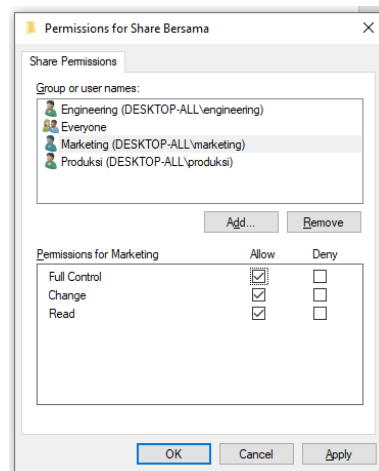 Permissions for Share Bersama
Share Permissions
Group or user names:
Engineering (DESKTOP-ALL\engineering)
Everyone
Marketing (DESKTOP-ALL\marketing)
Produksi (DESKTOP-ALL\produksi)
Add... Remove
Permissions for Marketing Allow Deny
Full Control
Change
Read
OK Cancel Apply